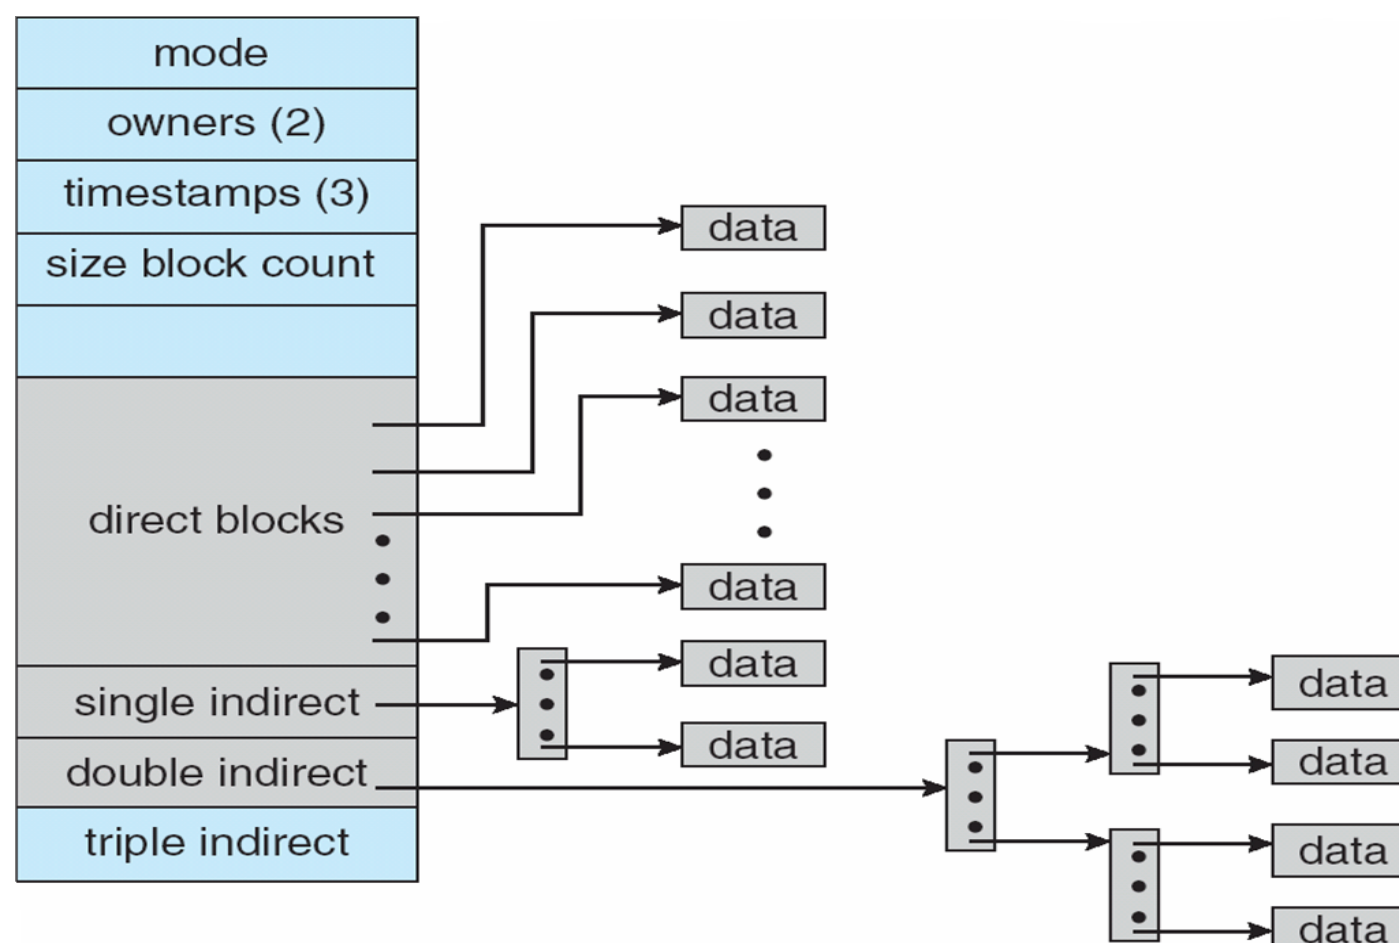 mode
owners (2)
timestamps (3)
size block count
direct blocks
single indirect
double indirect
triple indirect
data
data
data
data
data
data
data
data
data
data